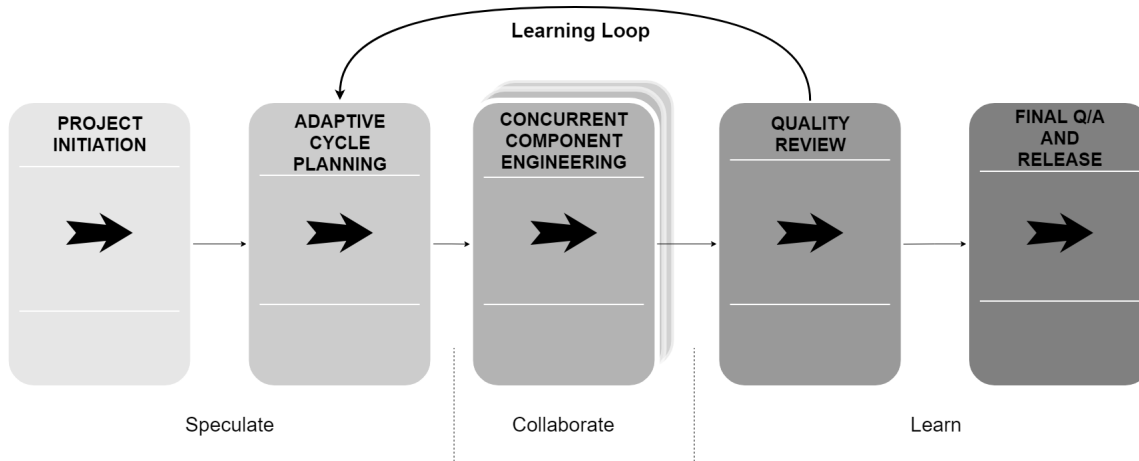 Learning Loop
PROJECT
INITIATION
ADAPTIVE
CYCLE
PLANNING
CONCURRENT
COMPONENT
ENGINEERING
QUALITY
REVIEW
FINAL Q/A
AND
RELEASE
Speculate
Collaborate
Learn